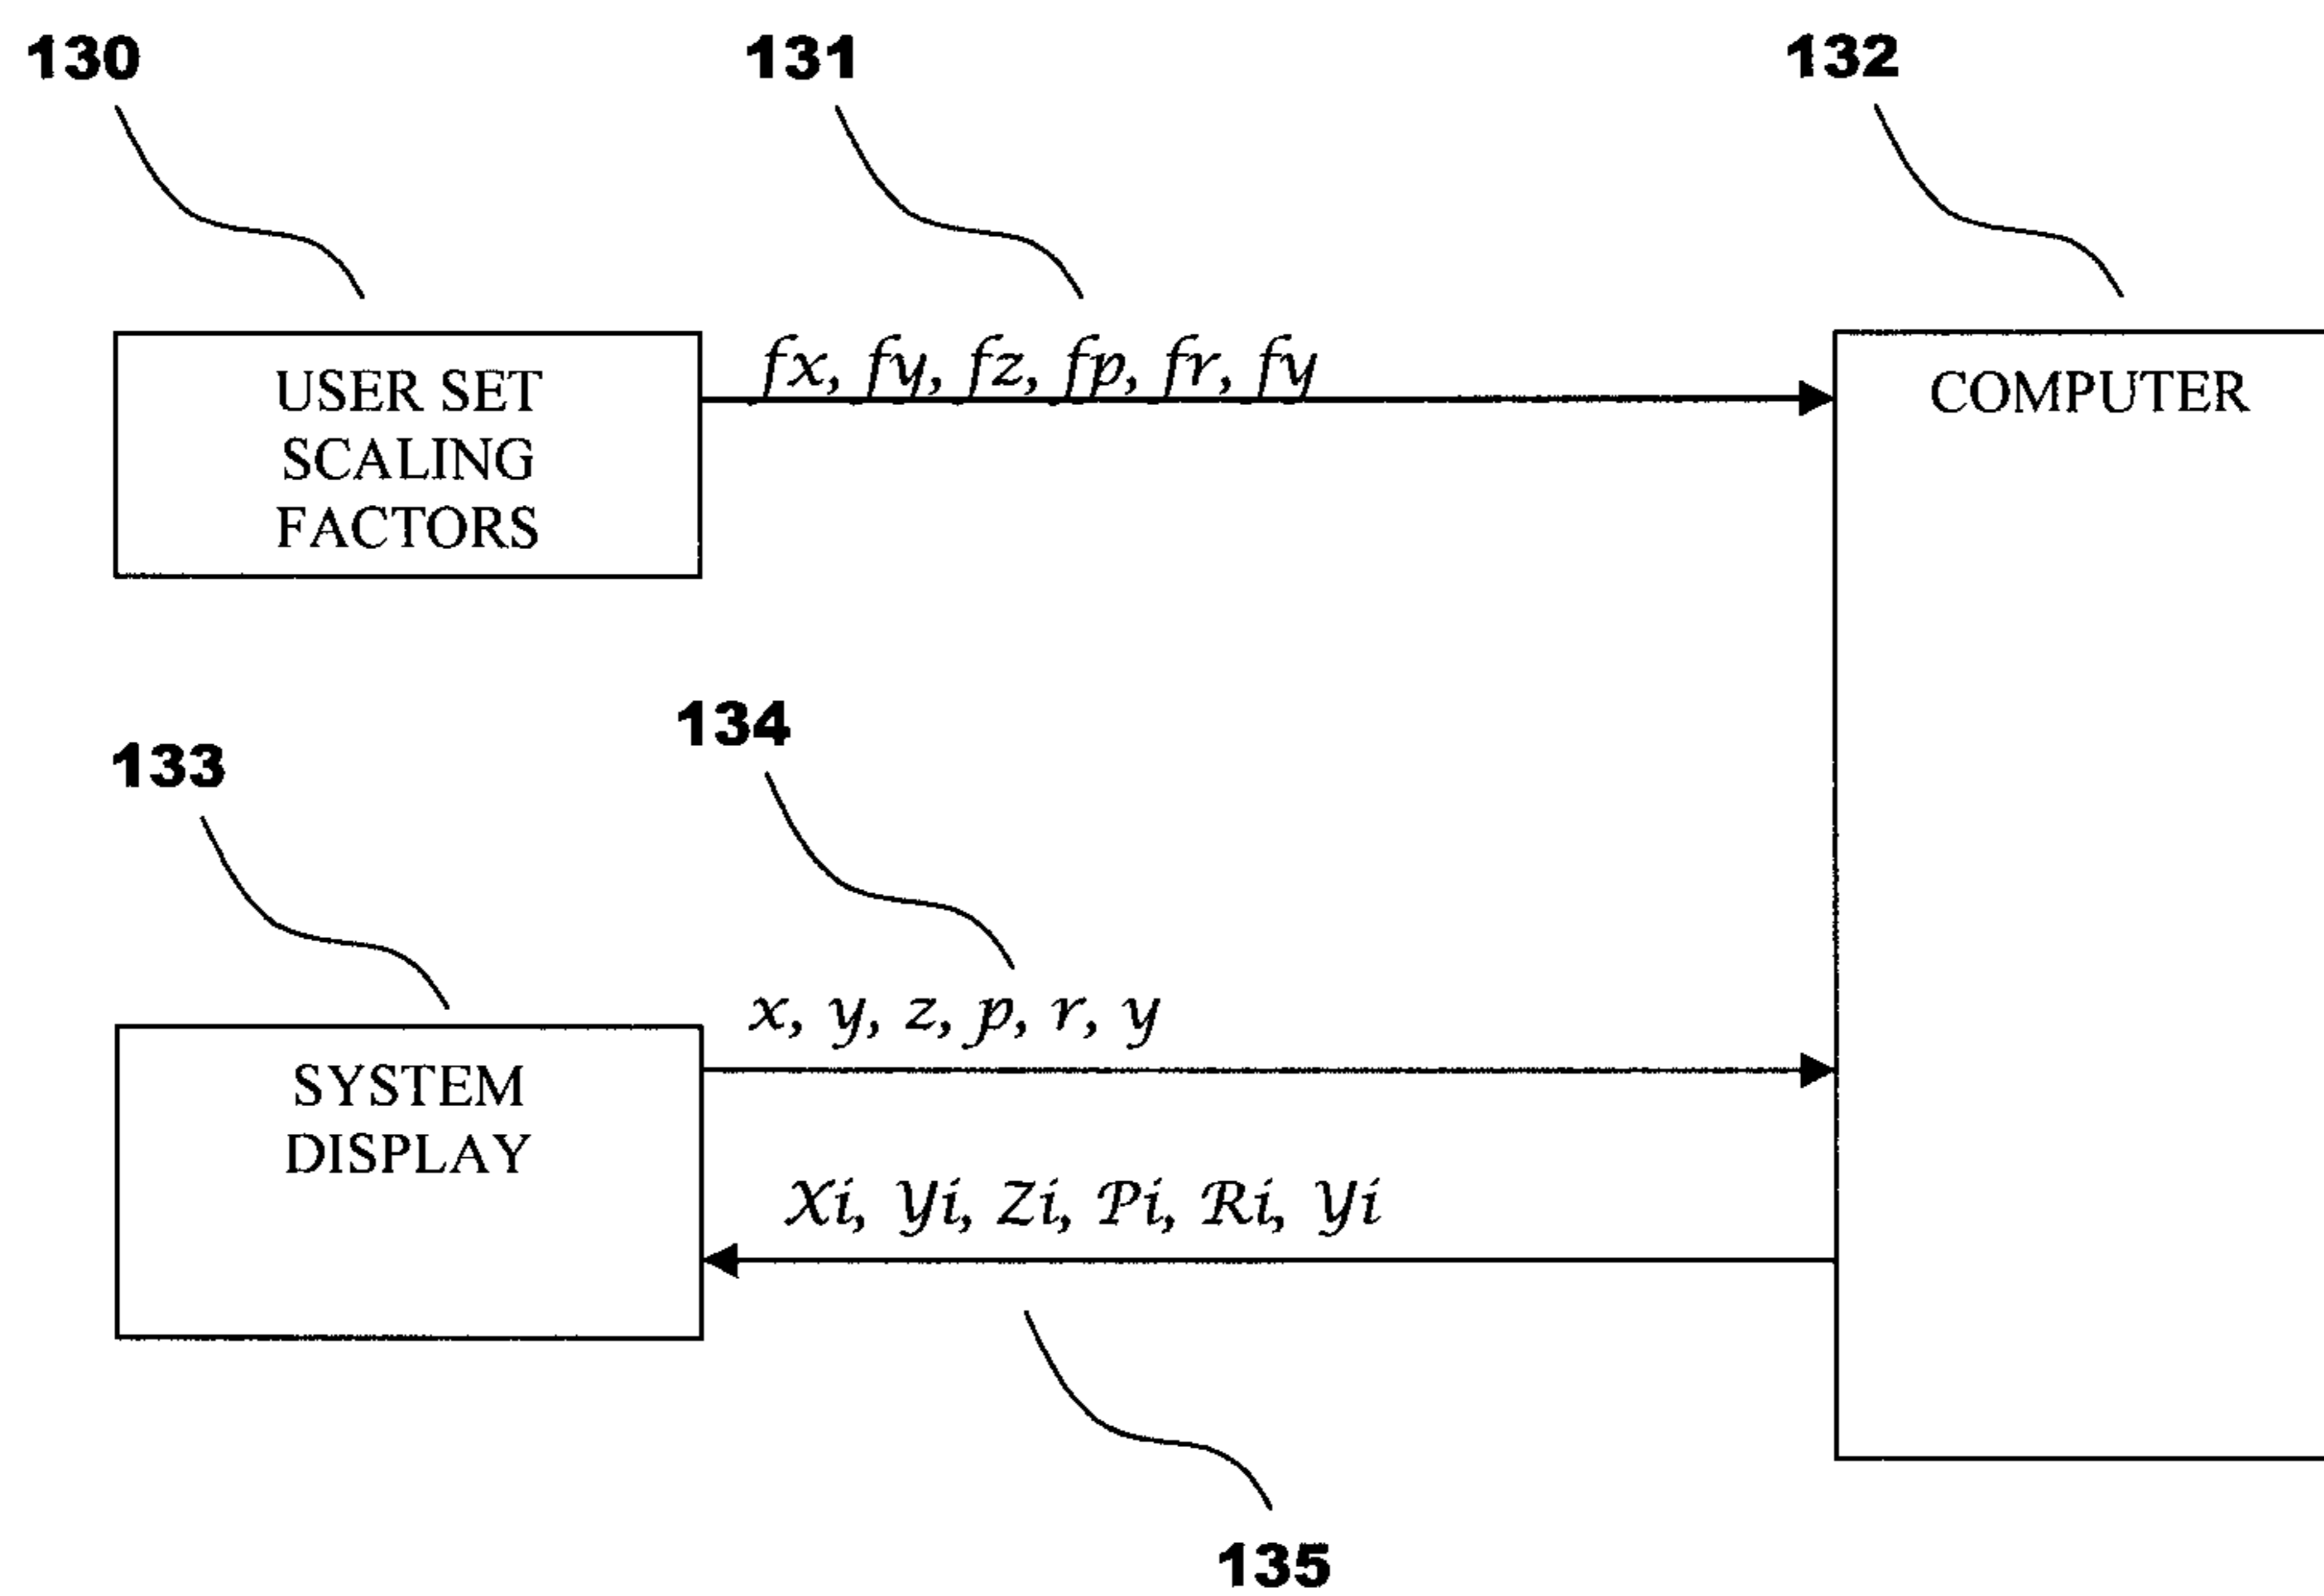 130
131
132
fx, fy, fz, fp, fr, fy
USER SET
SCALING
FACTORS
COMPUTER
134
133
x, y, z, p, r, y
SYSTEM
DISPLAY
Xi, Yi, Zi, Pi, Ri, Yi
135